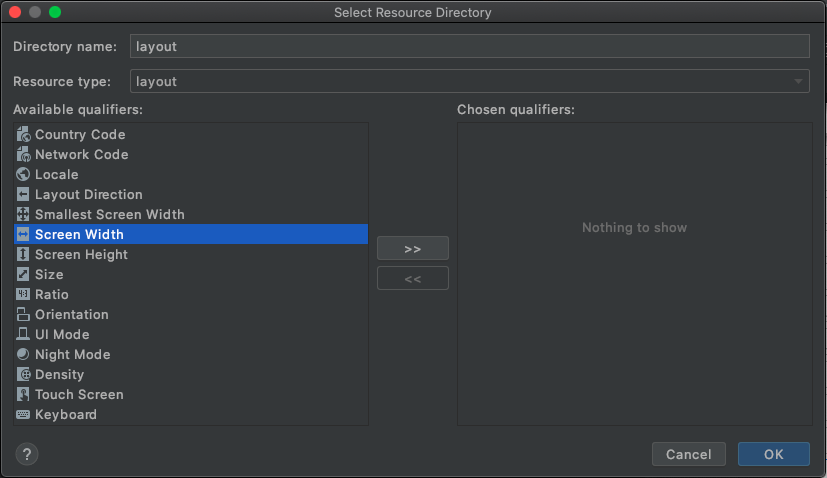 Select Resource Directory
Directory name: layout
Resource type: layout
Available qualifiers:
Chosen qualifiers:
Country Code
Network Code
Locale
Layout Direction
Smallest Screen Width
Screen Width
Screen Height
Size
Ratio
Orientation
UI Mode
Night Mode
Density
Touch Screen
Keyboard
>>
<<
Nothing to show
?
Cancel
OK